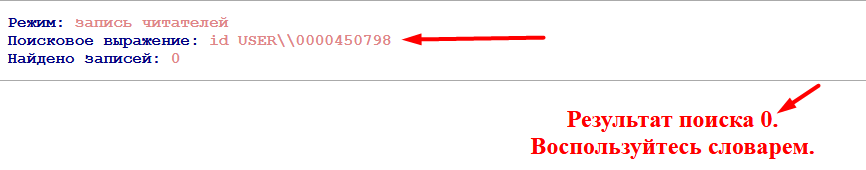 Режим: запись читателей
Поисковое выражение: id USER\\0000450798
Найдено записей: 0
Результат поиска 0.
Воспользуйтесь словарем.